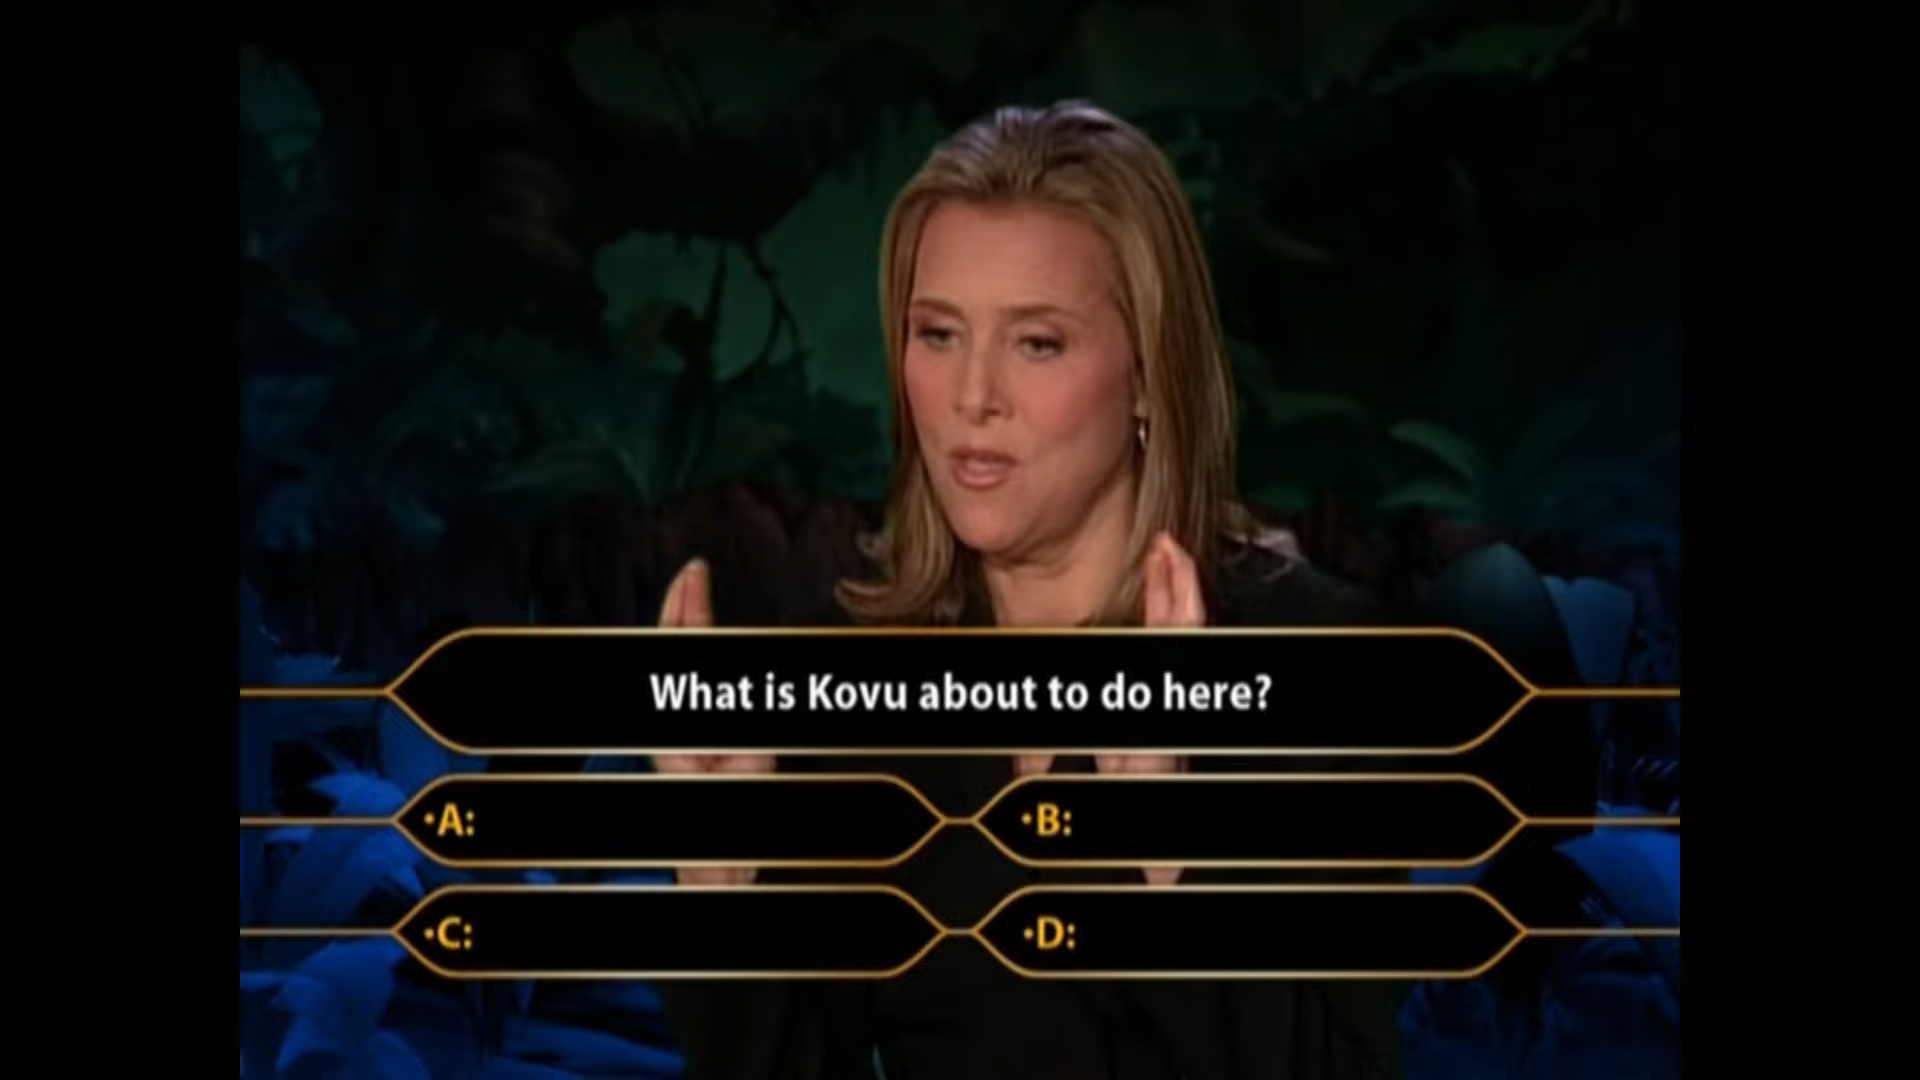 What is Kovu about to do here?
•A:
•B:
•C:
•D: